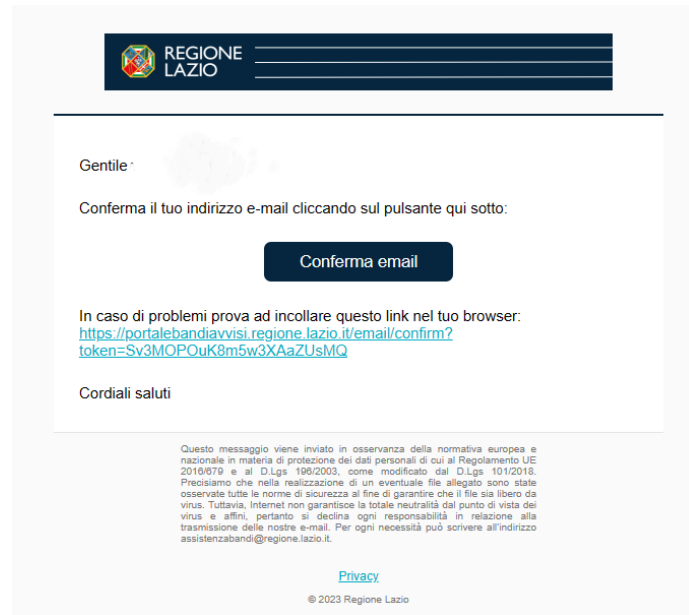 REGIONE
LAZIO
Gentile
Conferma il tuo indirizzo e-mail cliccando sul pulsante qui sotto:
Conferma email
In caso di problemi prova ad incollare questo link nel tuo browser:
https://portalebandiavvisi.regione.lazio.it/email/confirm?
token=Sv3MOPOuK8m5w3XAaZUsMQ
Cordiali saluti
Questo messaggio viene inviato in osservanza della normativa europea e
nazionale in materia di protezione dei dati personali di cui al Regolamento UE
2016/679 e al D.Lgs 196/2003, come modificato dal D.Lgs 101/2018.
Precisiamo che nella realizzazione di un eventuale file allegato sono state
osservate tutte le norme di sicurezza al fine di garantire che il file sia libero da
virus. Tuttavia, Internet non garantisce la totale neutralità dal punto di vista dei
virus e affini, pertanto si declina ogni responsabilità in relazione alla
trasmissione delle nostre e-mail. Per ogni necessità può scrivere all'indirizzo
assistenzabandi@regione.lazio.it.
Privacy
© 2023 Regione Lazio